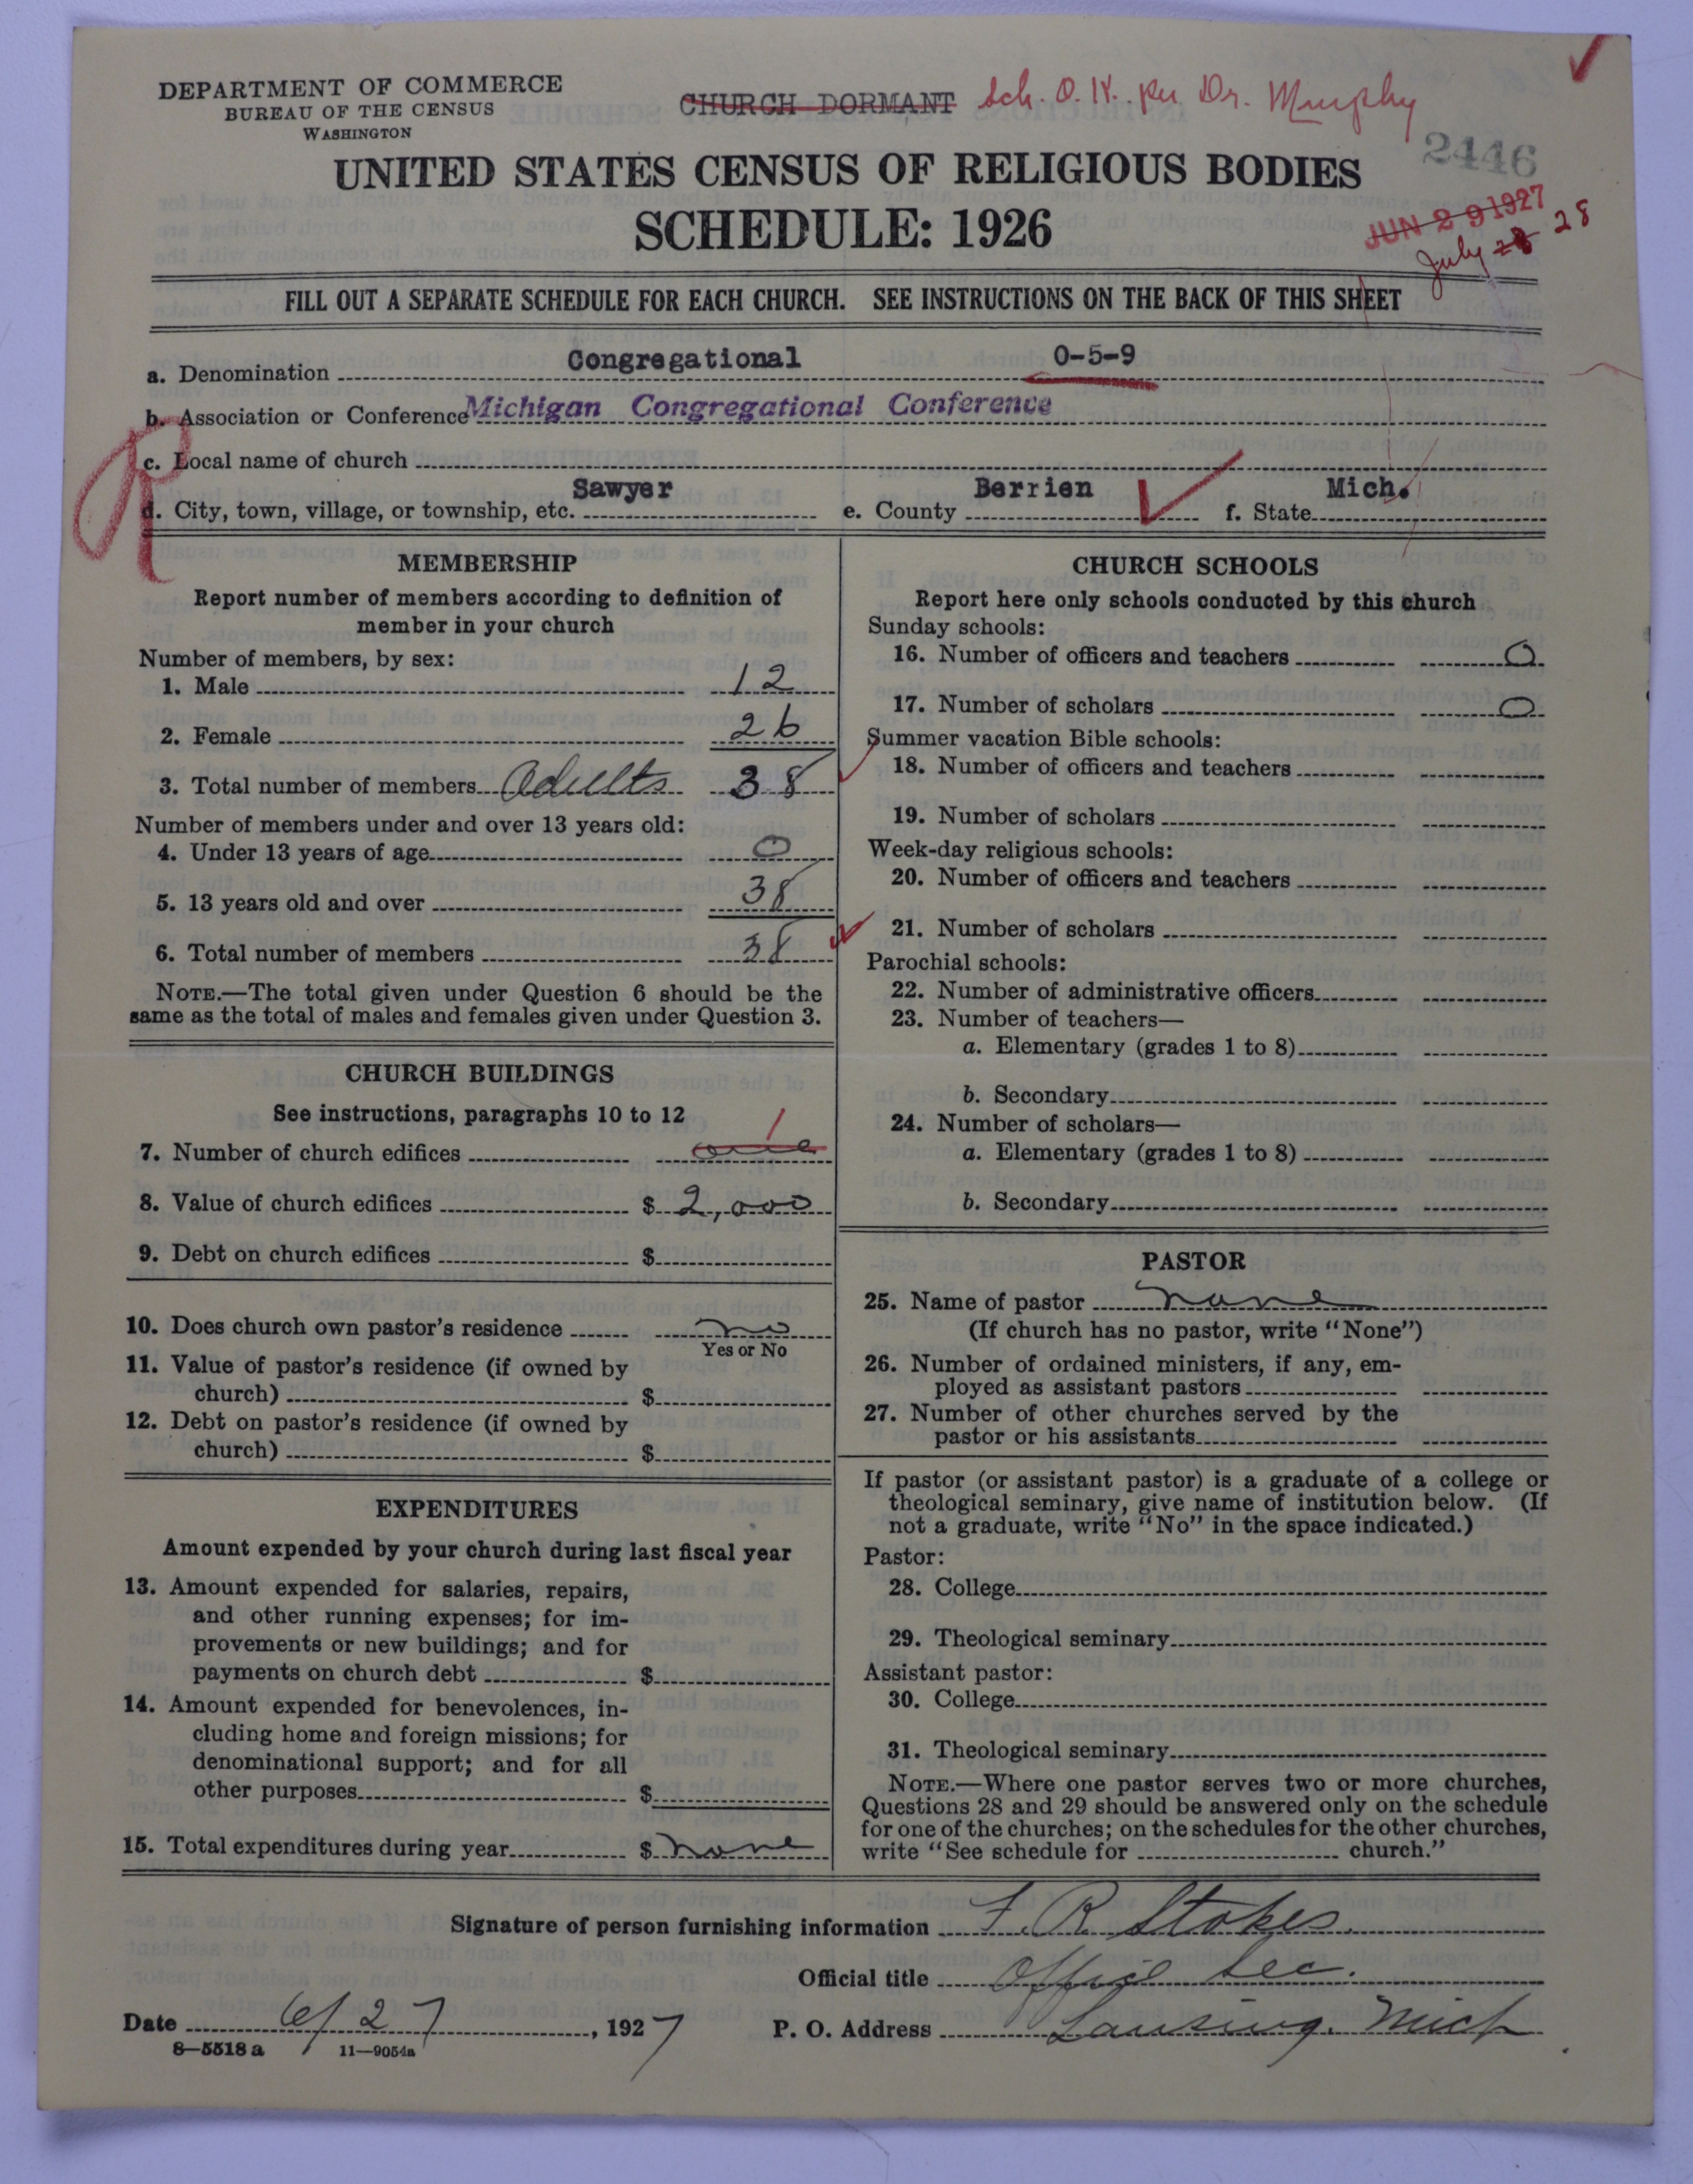 DEPARTMENT OF COMMERCE
BUREAU OF THE CENSUS
WASHINGTON
CHURCH DORMANT Sch. O. K. per Dr. Murphy
2446
UNITED STATES CENSUS OF RELIGIOUS BODIES
SCHEDULE: 1926
JUN 29 1927
July 28 28
FILL OUT A SEPARATE SCHEDULE FOR EACH CHURCH. SEE INSTRUCTIONS ON THE BACK OF THIS SHEET
a. Denomination Congregational 0-5-9
b. Association or Conference Michigan Congregational Conference
R
c. Local name of church
d. City, town, village, or township, etc. Sawyer e. County Berrien f. State Mich.
MEMBERSHIP
Report number of members according to definition of
member in your church
Number of members, by sex:
1. Male 12
2. Female 26
3. Total number of members Adults 38
Number of members under and over 13 years old:
4. Under 13 years of age 0
5. 13 years old and over 38
6. Total number of members 38
NOTE.—The total given under Question 6 should be the
same as the total of males and females given under Question 3.
CHURCH BUILDINGS
See instructions, paragraphs 10 to 12
7. Number of church edifices one 1
8. Value of church edifices $ 2,000
9. Debt on church edifices $
10. Does church own pastor's residence no
Yes or No
11. Value of pastor's residence (if owned by
church) $
12. Debt on pastor's residence (if owned by
church) $
EXPENDITURES
Amount expended by your church during last fiscal year
13. Amount expended for salaries, repairs,
and other running expenses; for im-
provements or new buildings; and for
payments on church debt $
14. Amount expended for benevolences, in-
cluding home and foreign missions; for
denominational support; and for all
other purposes $
15. Total expenditures during year $ none
CHURCH SCHOOLS
Report here only schools conducted by this church
Sunday schools:
16. Number of officers and teachers 0
17. Number of scholars 0
Summer vacation Bible schools:
18. Number of officers and teachers
19. Number of scholars
Week-day religious schools:
20. Number of officers and teachers
21. Number of scholars
Parochial schools:
22. Number of administrative officers
23. Number of teachers—
a. Elementary (grades 1 to 8)
b. Secondary
24. Number of scholars—
a. Elementary (grades 1 to 8)
b. Secondary
PASTOR
25. Name of pastor none
(If church has no pastor, write "None")
26. Number of ordained ministers, if any, em-
ployed as assistant pastors
27. Number of other churches served by the
pastor or his assistants
If pastor (or assistant pastor) is a graduate of a college or
theological seminary, give name of institution below. (If
not a graduate, write "No" in the space indicated.)
Pastor:
28. College
29. Theological seminary
Assistant pastor:
30. College
31. Theological seminary
NOTE.—Where one pastor serves two or more churches,
Questions 28 and 29 should be answered only on the schedule
for one of the churches; on the schedules for the other churches,
write "See schedule for church."
Signature of person furnishing information F. R. Stokes.
Official title Office Sec.
Date 6/27, 1927 P. O. Address Lansing. Mich
8—5518 a 11—9054a